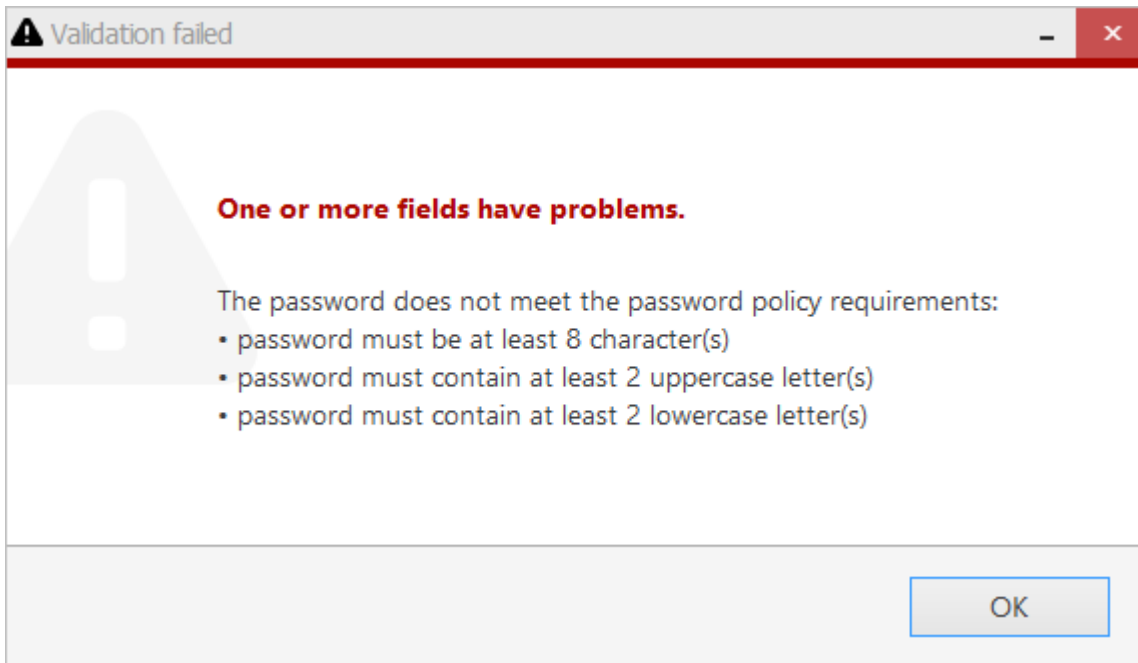 Validation failed
One or more fields have problems.
The password does not meet the password policy requirements:
• password must be at least 8 character(s)
• password must contain at least 2 uppercase letter(s)
• password must contain at least 2 lowercase letter(s)
OK